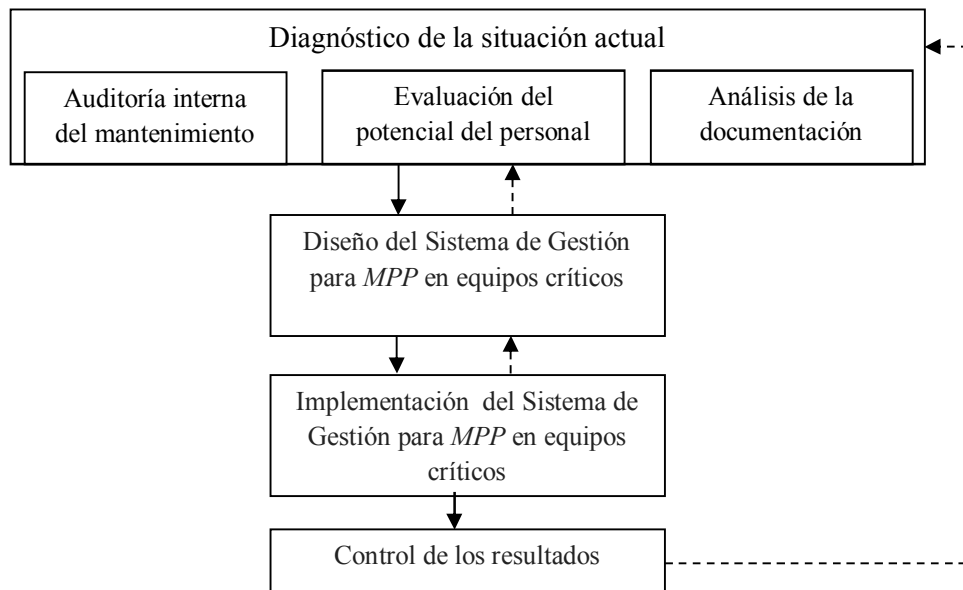 Diagnóstico de la situación actual
Auditoría interna
del mantenimiento
Evaluación del
potencial del personal
Análisis de la
documentación
Diseño del Sistema de Gestión
para MPP en equipos críticos
Implementación del Sistema de
Gestión para MPP en equipos
críticos
Control de los resultados